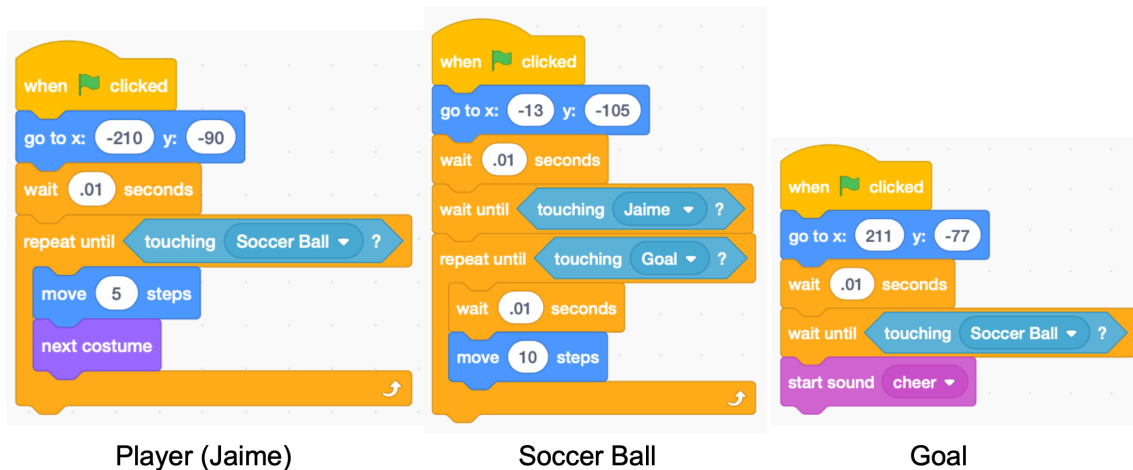 when clicked
go to x: -210 y: -90
wait .01 seconds
repeat until touching Soccer Ball ?
move 5 steps
next costume
Player (Jaime)
when clicked
go to x: -13 y: -105
wait .01 seconds
wait until touching Jaime ?
repeat until touching Goal ?
wait .01 seconds
move 10 steps
Soccer Ball
when clicked
go to x: 211 y: -77
wait .01 seconds
wait until touching Soccer Ball ?
start sound cheer
Goal